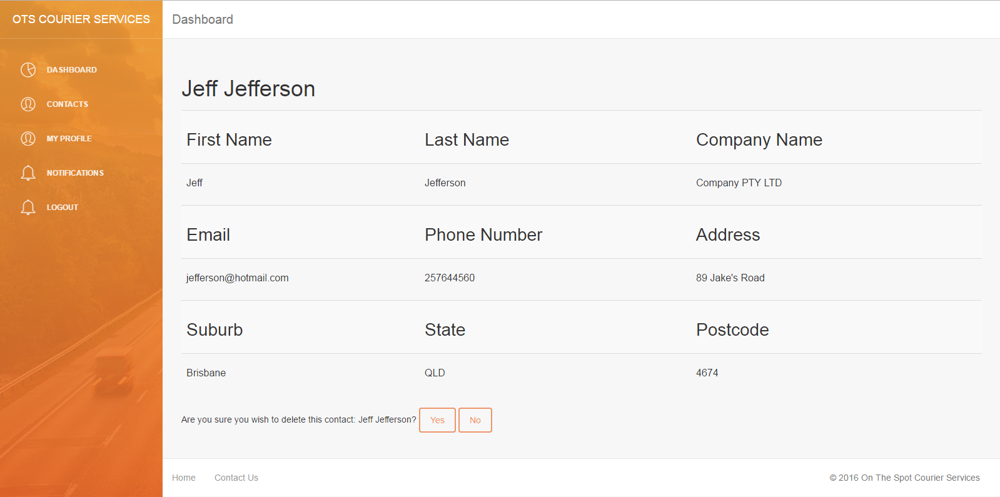 OTS COURIER SERVICES
Dashboard
DASHBOARD
CONTACTS
MY PROFILE
NOTIFICATIONS
LOGOUT
Jeff Jefferson
First Name Last Name Company Name
Jeff Jefferson Company PTY LTD
Email Phone Number Address
jefferson@hotmail.com 257644560 89 Jake's Road
Suburb State Postcode
Brisbane QLD 4674
Are you sure you wish to delete this contact: Jeff Jefferson? Yes No
Home Contact Us © 2016 On The Spot Courier Services